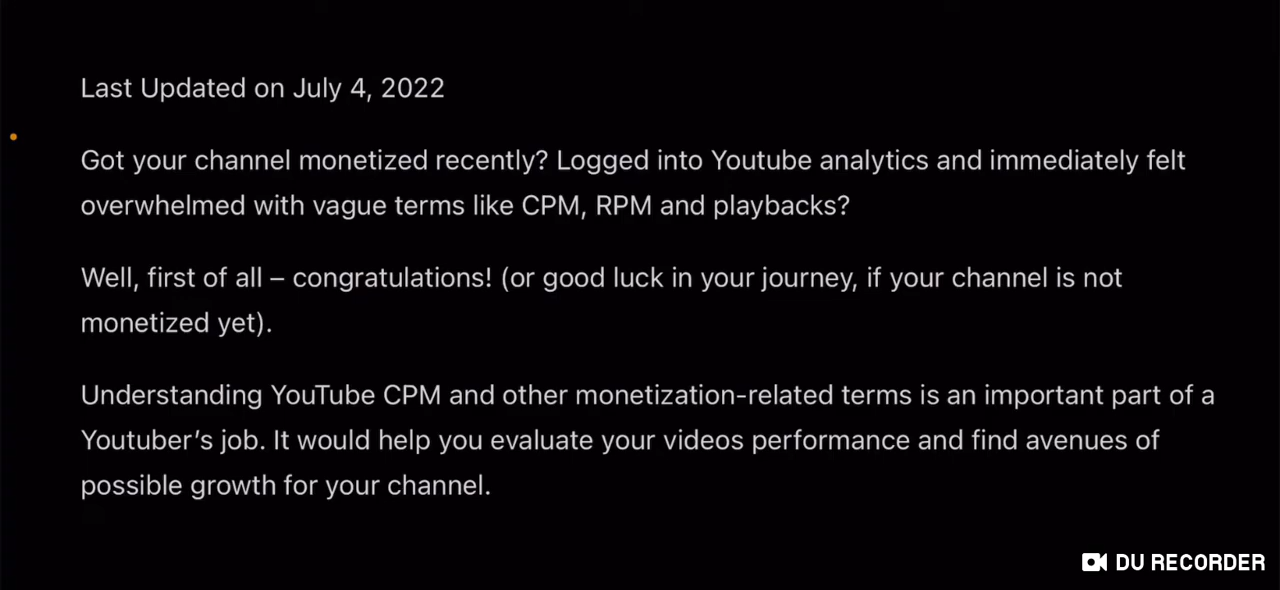 Last Updated on July 4, 2022
Got your channel monetized recently? Logged into Youtube analytics and immediately felt
overwhelmed with vague terms like CPM, RPM and playbacks?
Well, first of all – congratulations! (or good luck in your journey, if your channel is not
monetized yet).
Understanding YouTube CPM and other monetization-related terms is an important part of a
Youtuber’s job. It would help you evaluate your videos performance and find avenues of
possible growth for your channel.
DU RECORDER